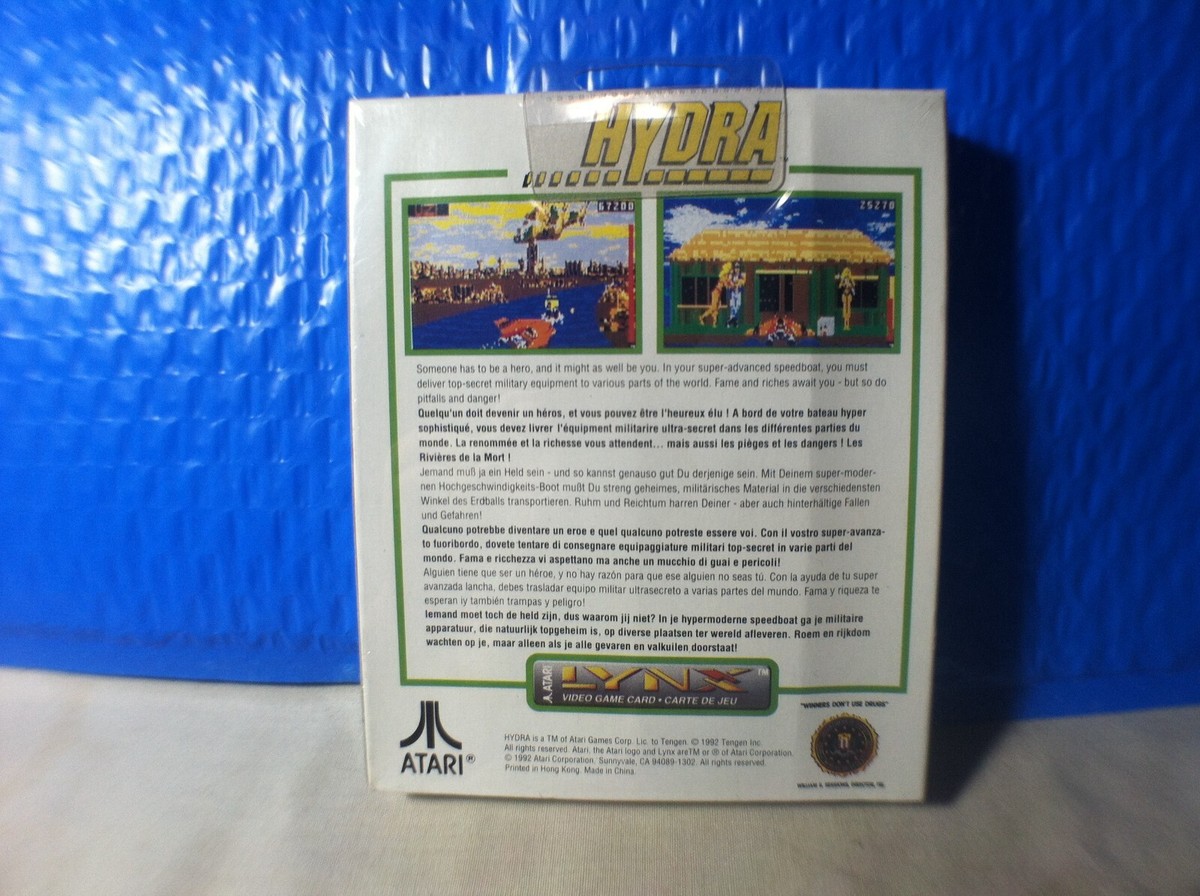 HYDRA
67200
25270
Someone has to be a hero, and it might as well be you. In your super-advanced speedboat, you must
deliver top-secret military equipment to various parts of the world. Fame and riches await you - but so do
pitfalls and danger!
Quelqu'un doit devenir un héros, et vous pouvez être l'heureux élu ! A bord de votre bateau hyper
sophistiqué, vous devez livrer l'équipment militarire ultra-secret dans les différentes parties du
monde. La renommée et la richesse vous attendent... mais aussi les pièges et les dangers ! Les
Rivières de la Mort !
Jemand muß ja ein Held sein - und so kannst genauso gut Du derjenige sein. Mit Deinem super-moder-
nen Hochgeschwindigkeits-Boot mußt Du streng geheimes, militärisches Material in die verschiedensten
Winkel des Erdballs transportieren. Ruhm und Reichtum harren Deiner - aber auch hinterhältige Fallen
und Gefahren!
Qualcuno potrebbe diventare un eroe e quel qualcuno potreste essere voi. Con il vostro super-avanza-
to fuoribordo, dovete tentare di consegnare equipaggiature militari top-secret in varie parti del
mondo. Fama e ricchezza vi aspettano ma anche un mucchio di guai e pericoli!
Alguien tiene que ser un héroe, y no hay razón para que ese alguien no seas tú. Con la ayuda de tu super
avanzada lancha, debes trasladar equipo militar ultrasecreto a varias partes del mundo. Fama y riqueza te
esperan ¡y también trampas y peligro!
Iemand moet toch de held zijn, dus waarom jij niet? In je hypermoderne speedboat ga je militaire
apparatuur, die natuurlijk topgeheim is, op diverse plaatsen ter wereld afleveren. Roem en rijkdom
wachten op je, maar alleen als je alle gevaren en valkuilen doorstaat!
ATARI LYNX™
VIDEO GAME CARD • CARTE DE JEU
ATARI®
HYDRA is a TM of Atari Games Corp. Lic. to Tengen. © 1992 Tengen Inc.
All rights reserved. Atari, the Atari logo and Lynx areTM or ® of Atari Corporation.
© 1992 Atari Corporation. Sunnyvale, CA 94089-1302. All rights reserved.
Printed in Hong Kong. Made in China.
"WINNERS DON'T USE DRUGS"
WILLIAM S. SESSIONS, DIRECTOR, FBI